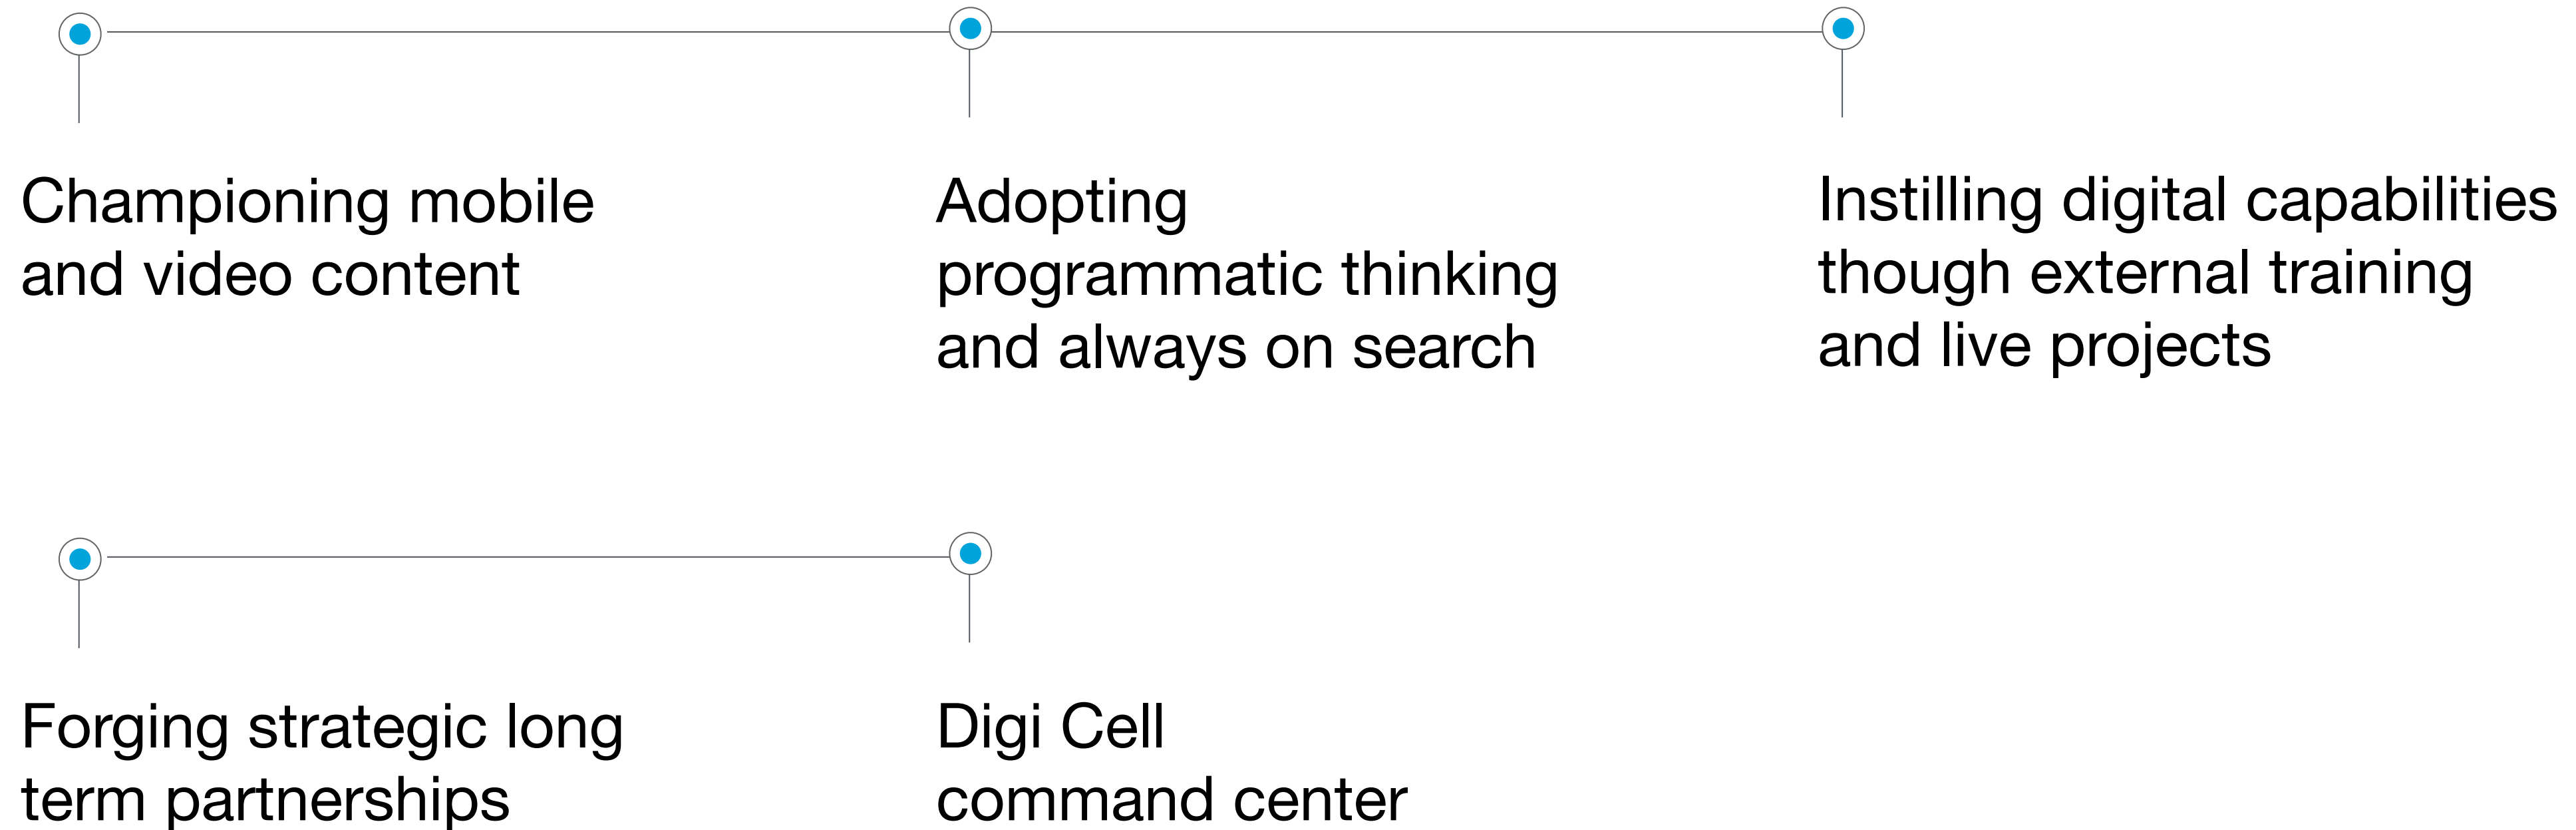 Championing mobile
and video content
Adopting
programmatic thinking
and always on search
Instilling digital capabilities
though external training
and live projects
Forging strategic long
term partnerships
Digi Cell
command center